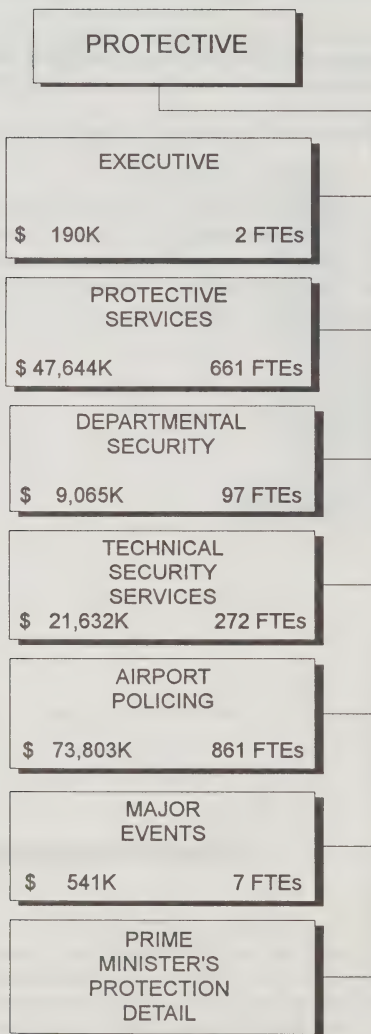 PROTECTIVE
EXECUTIVE
$ 190K 2 FTEs
PROTECTIVE
SERVICES
$ 47,644K 661 FTEs
DEPARTMENTAL
SECURITY
$ 9,065K 97 FTEs
TECHNICAL
SECURITY
SERVICES
$ 21,632K 272 FTEs
AIRPORT
POLICING
$ 73,803K 861 FTEs
MAJOR
EVENTS
$ 541K 7 FTEs
PRIME
MINISTER'S
PROTECTION
DETAIL